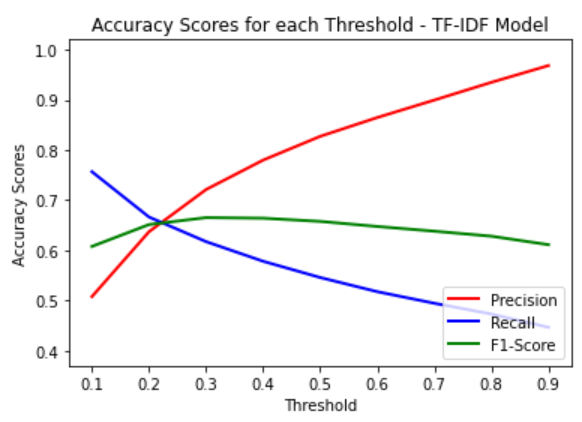 Accuracy Scores for each Threshold - TF-IDF Model
1.0
0.9
0.8
0.7
0.6
0.5
0.4
Accuracy Scores
Precision
Recall
F1-Score
0.1 0.2 0.3 0.4 0.5 0.6 0.7 0.8 0.9
Threshold